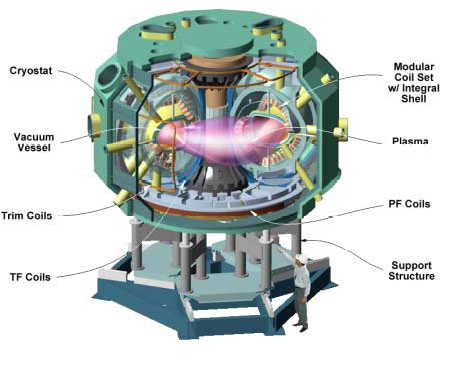 Cryostat
Modular
Coil Set
w/ Integral
Shell
Vacuum
Vessel
Plasma
Trim Coils
PF Coils
TF Coils
Support
Structure